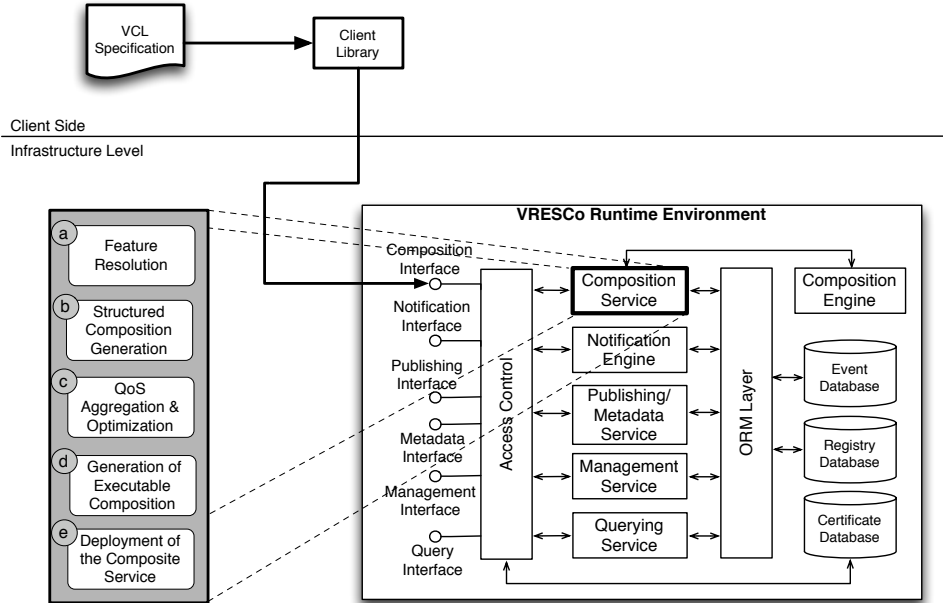 VCL
Specification
Client
Library
Client Side
Infrastructure Level
a
Feature
Resolution
b
Structured
Composition
Generation
c
QoS
Aggregation &
Optimization
d
Generation of
Executable
Composition
e
Deployment of
the Composite
Service
VRESCo Runtime Environment
Composition
Interface
Notification
Interface
Publishing
Interface
Metadata
Interface
Management
Interface
Query
Interface
Access Control
Composition
Service
Notification
Engine
Publishing/
Metadata
Service
Management
Service
Querying
Service
ORM Layer
Composition
Engine
Event
Database
Registry
Database
Certificate
Database